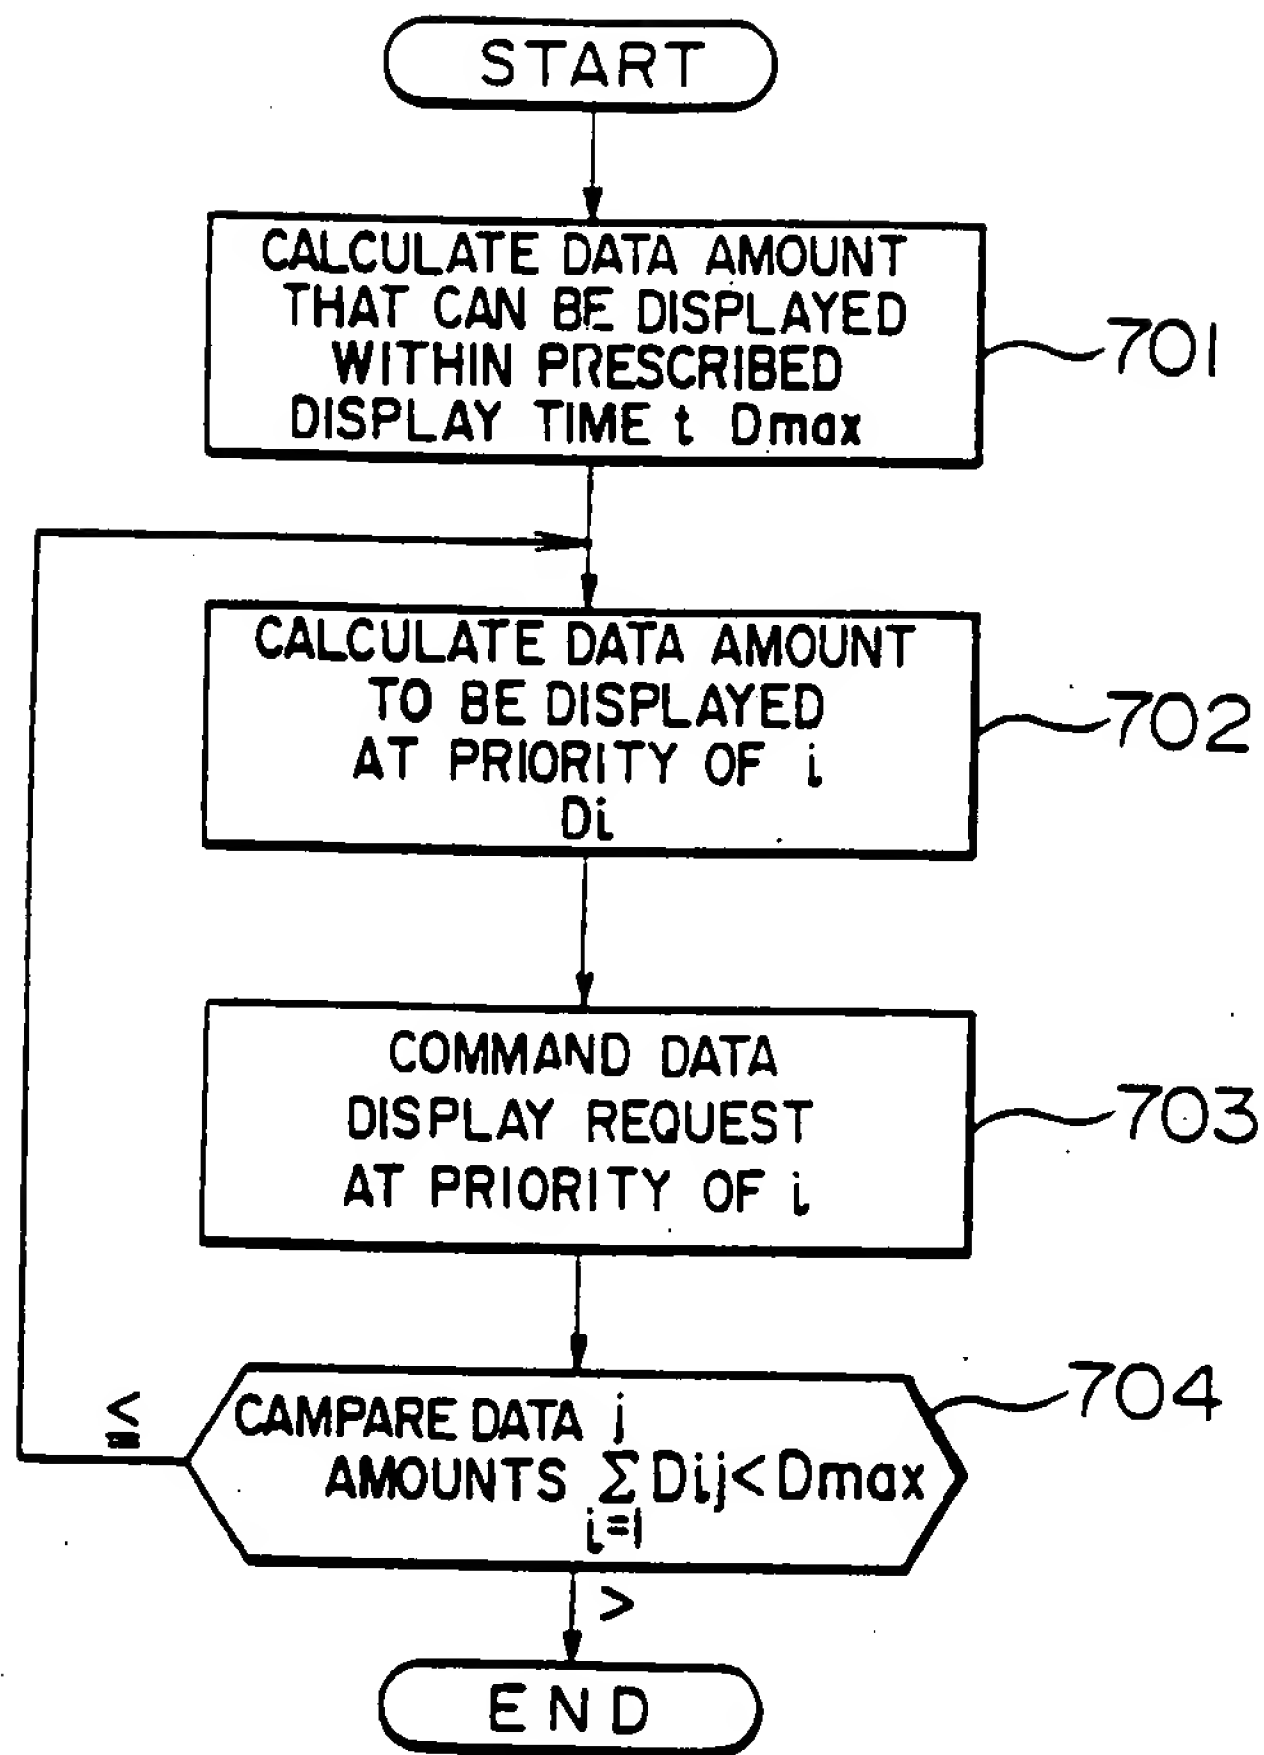 START
CALCULATE DATA AMOUNT
THAT CAN BE DISPLAYED
WITHIN PRESCRIBED
DISPLAY TIME t Dmax
701
CALCULATE DATA AMOUNT
TO BE DISPLAYED
AT PRIORITY OF i
Di
702
COMMAND DATA
DISPLAY REQUEST
AT PRIORITY OF i
703
≦
CAMPARE DATA j
AMOUNTS Σ Dij<Dmax
i=1
704
>
END